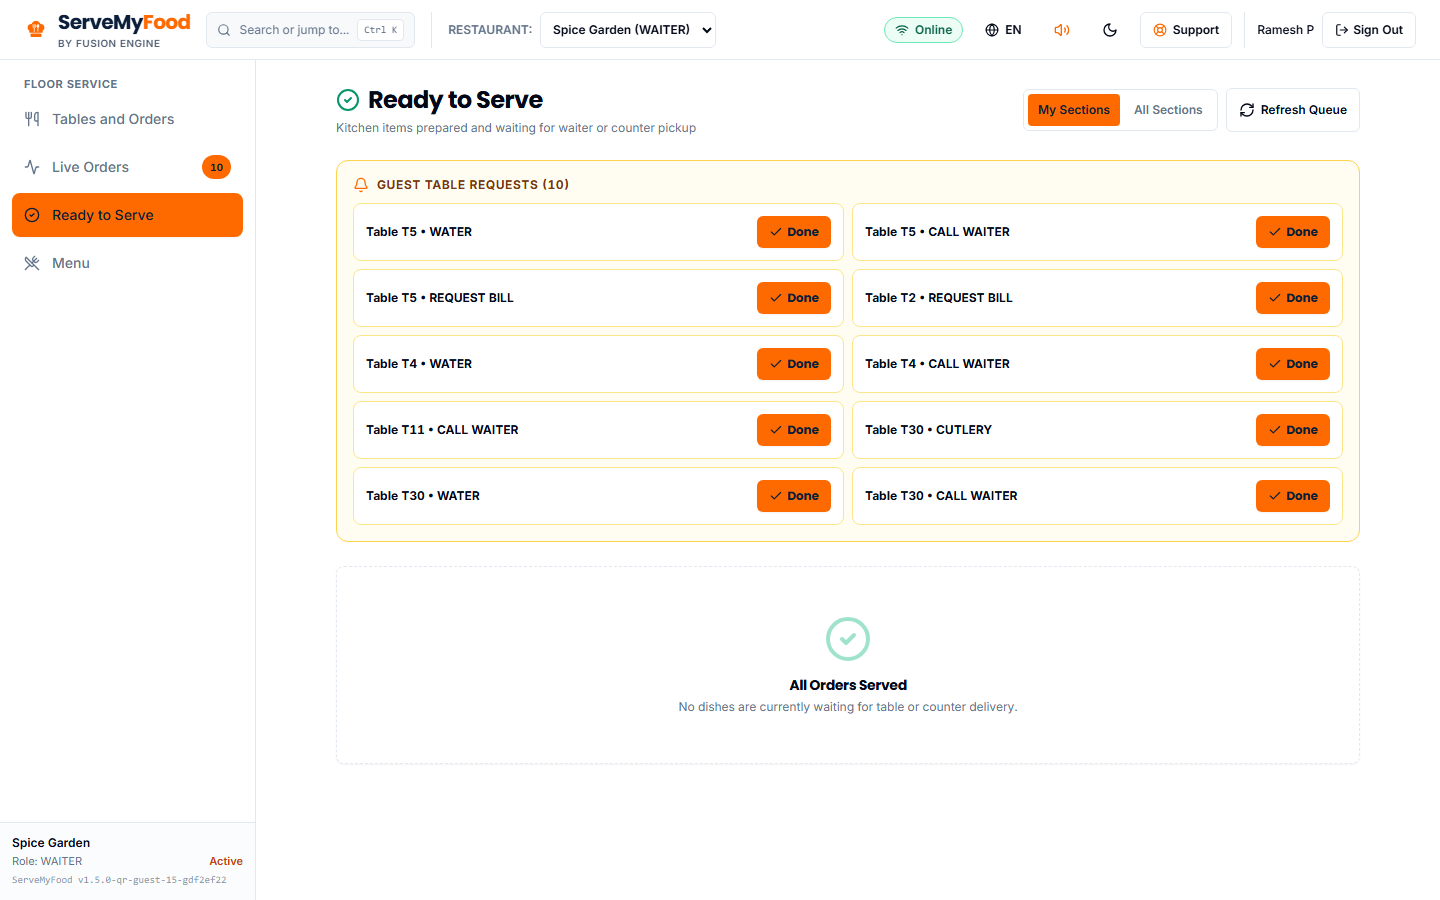 ServeMyFood
BY FUSION ENGINE
Search or jump to...
Ctrl K
RESTAURANT:
Spice Garden (WAITER)
Online
EN
Support
Ramesh P
Sign Out
FLOOR SERVICE
Tables and Orders
Live Orders
10
Ready to Serve
Menu
Ready to Serve
Kitchen items prepared and waiting for waiter or counter pickup
My Sections
All Sections
Refresh Queue
GUEST TABLE REQUESTS (10)
Table T5 • WATER
Done
Table T5 • CALL WAITER
Done
Table T5 • REQUEST BILL
Done
Table T2 • REQUEST BILL
Done
Table T4 • WATER
Done
Table T4 • CALL WAITER
Done
Table T11 • CALL WAITER
Done
Table T30 • CUTLERY
Done
Table T30 • WATER
Done
Table T30 • CALL WAITER
Done
All Orders Served
No dishes are currently waiting for table or counter delivery.
Spice Garden
Role: WAITER
Active
ServeMyFood v1.5.0-qr-guest-15-gdf2ef22